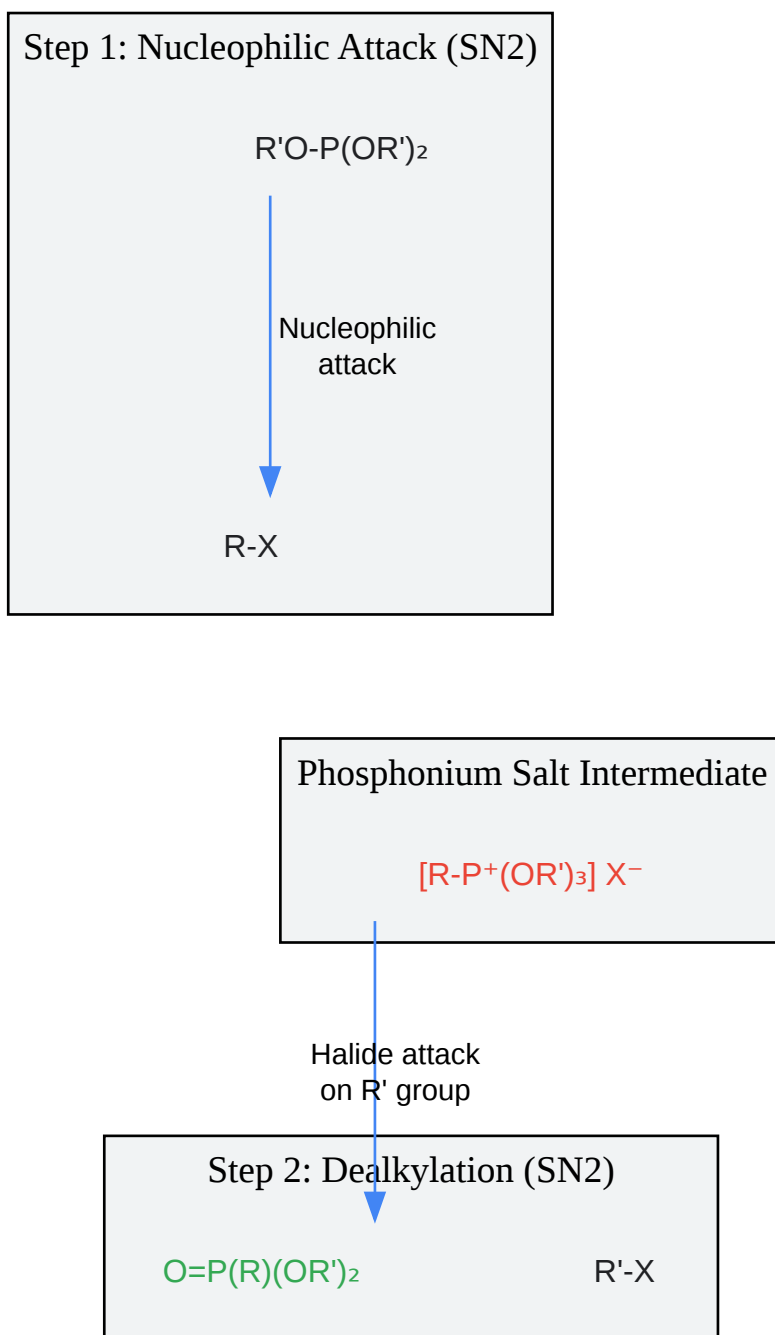 Step 1: Nucleophilic Attack (SN2)
R'O-P(OR')₂
Nucleophilic
attack
R-X
Phosphonium Salt Intermediate
[R-P⁺(OR')₃] X⁻
Halide attack
on R' group
Step 2: Dealkylation (SN2)
O=P(R)(OR')₂ R'-X